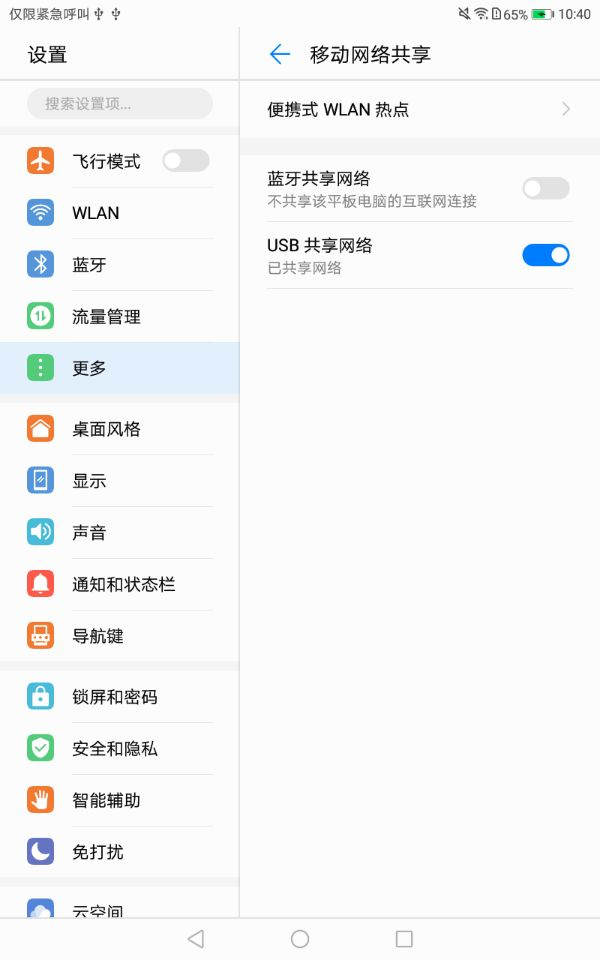 仅限紧急呼叫
65%
10:40
设置
搜索设置项...
飞行模式
WLAN
蓝牙
流量管理
更多
桌面风格
显示
声音
通知和状态栏
导航键
锁屏和密码
安全和隐私
智能辅助
免打扰
云空间
移动网络共享
便携式 WLAN 热点
蓝牙共享网络
不共享该平板电脑的互联网连接
USB 共享网络
已共享网络